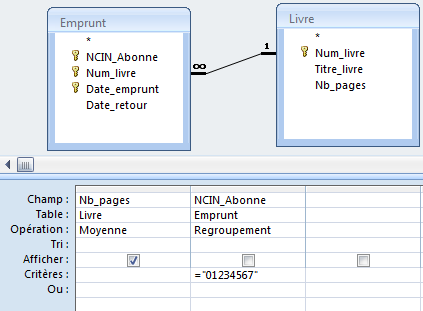 Emprunt
*
NCIN_Abonne
Num_livre
Date_emprunt
Date_retour
∞
1
Livre
*
Num_livre
Titre_livre
Nb_pages
Champ : Nb_pages NCIN_Abonne
Table : Livre Emprunt
Opération : Moyenne Regroupement
Tri :
Afficher :
Critères : ="01234567"
Ou :